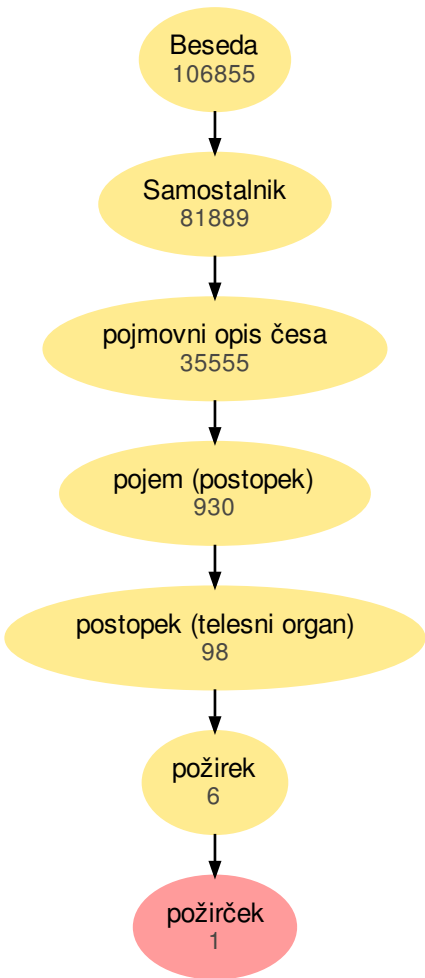 Beseda
106855
Samostalnik
81889
pojmovni opis česa
35555
pojem (postopek)
930
postopek (telesni organ)
98
požirek
6
požirček
1